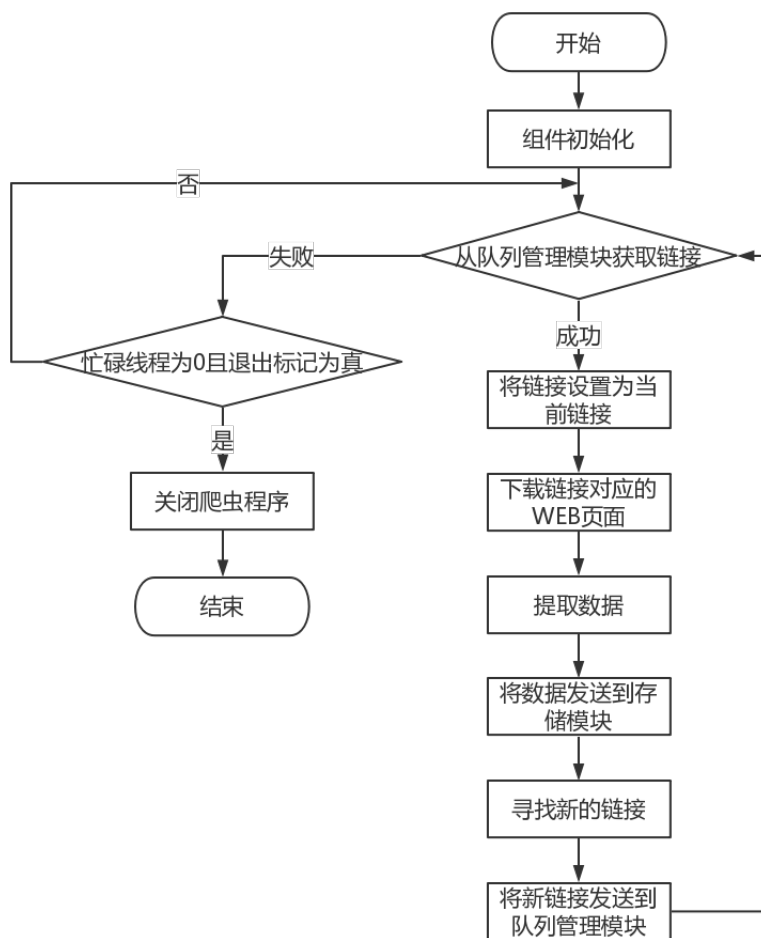 开始
组件初始化
否
从队列管理模块获取链接
失败
成功
忙碌线程为0且退出标记为真
将链接设置为当
前链接
是
关闭爬虫程序
下载链接对应的
WEB页面
结束
提取数据
将数据发送到存
储模块
寻找新的链接
将新链接发送到
队列管理模块